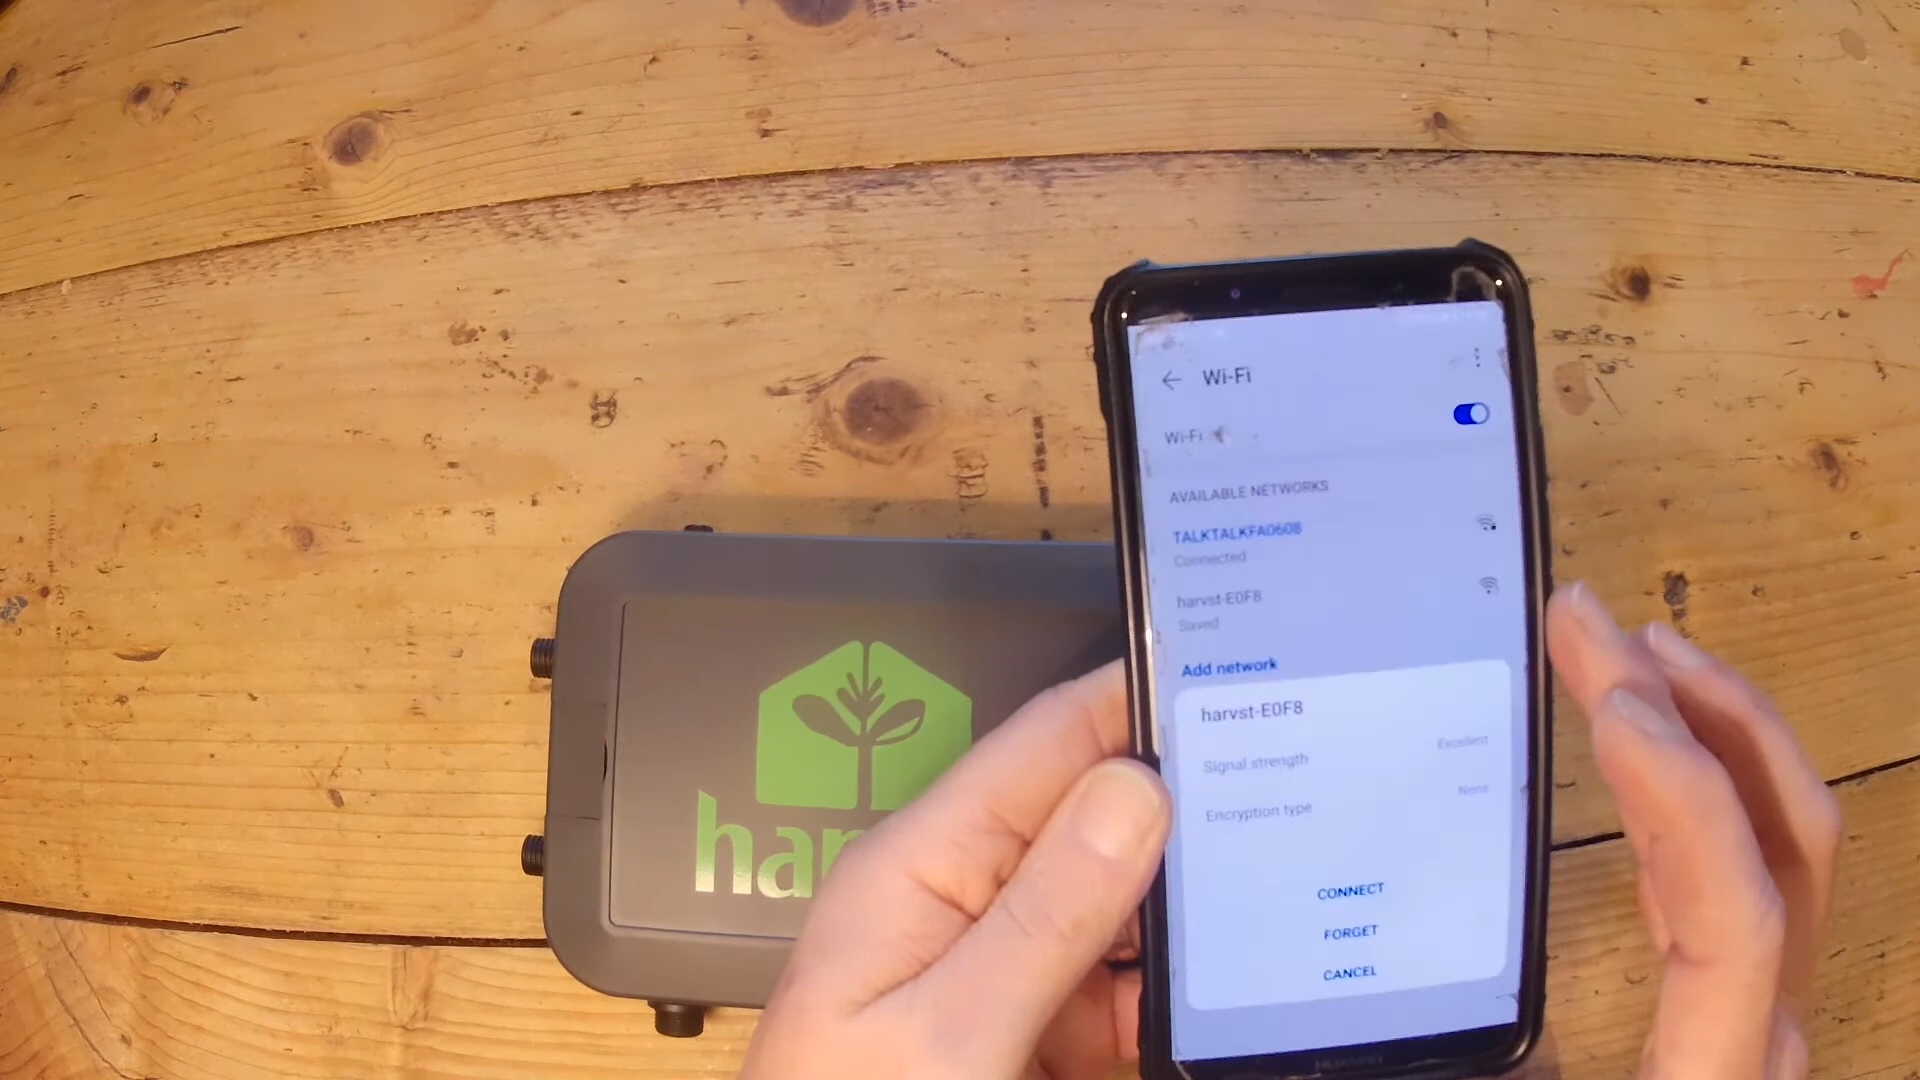 Wi-Fi
Wi-Fi
AVAILABLE NETWORKS
TALKTALKFA0608
Connected
harvst-E0F8
Saved
Add network
harvst-E0F8
Signal strength
Excellent
Encryption type
None
CONNECT
FORGET
CANCEL
har
HUAWEI